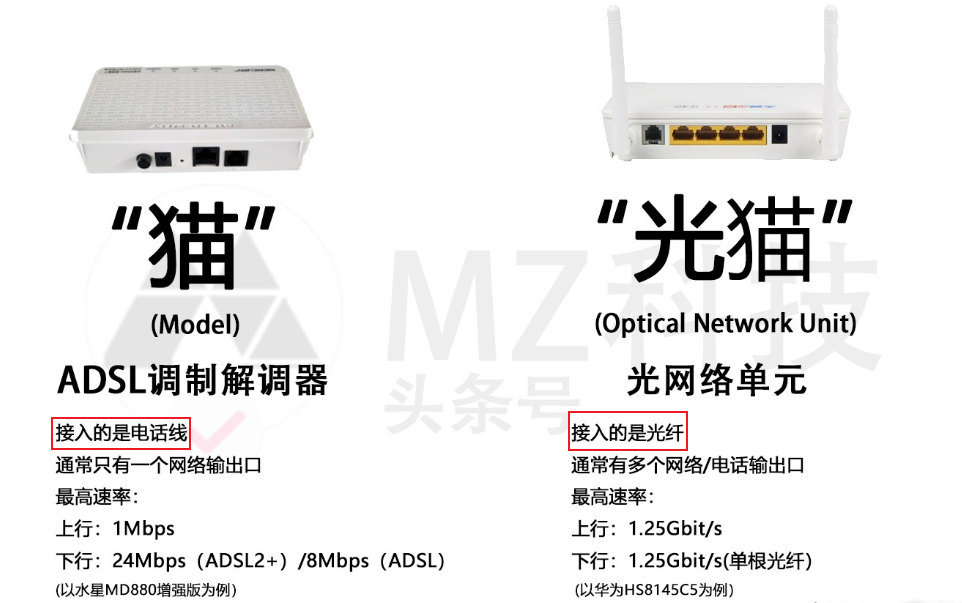 “猫”
(Model)
ADSL调制解调器
接入的是电话线
通常只有一个网络输出口
最高速率：
上行：1Mbps
下行：24Mbps（ADSL2+）/8Mbps（ADSL）
(以水星MD880增强版为例)
“光猫”
(Optical Network Unit)
光网络单元
接入的是光纤
通常有多个网络/电话输出口
最高速率：
上行：1.25Gbit/s
下行：1.25Gbit/s(单根光纤)
(以华为HS8145C5为例)
MZ科技
头条号